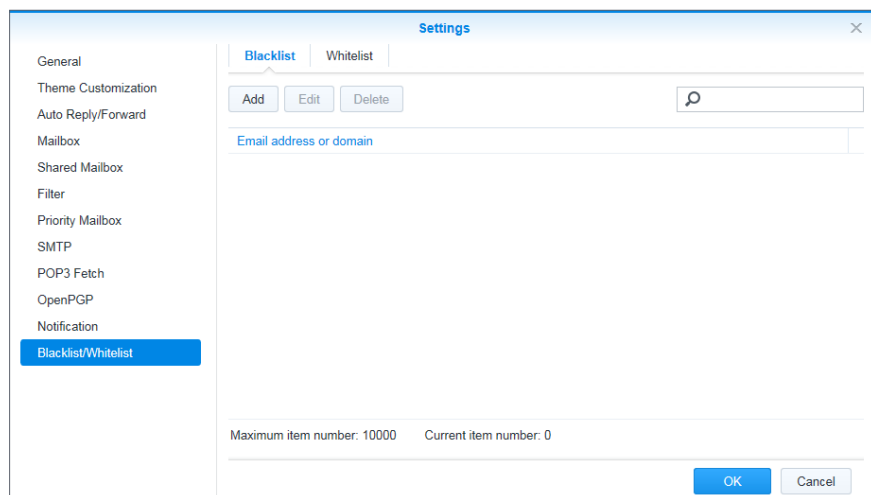 Settings
General
Theme Customization
Auto Reply/Forward
Mailbox
Shared Mailbox
Filter
Priority Mailbox
SMTP
POP3 Fetch
OpenPGP
Notification
Blacklist/Whitelist
Blacklist Whitelist
Add Edit Delete
Email address or domain
Maximum item number: 10000 Current item number: 0
OK Cancel